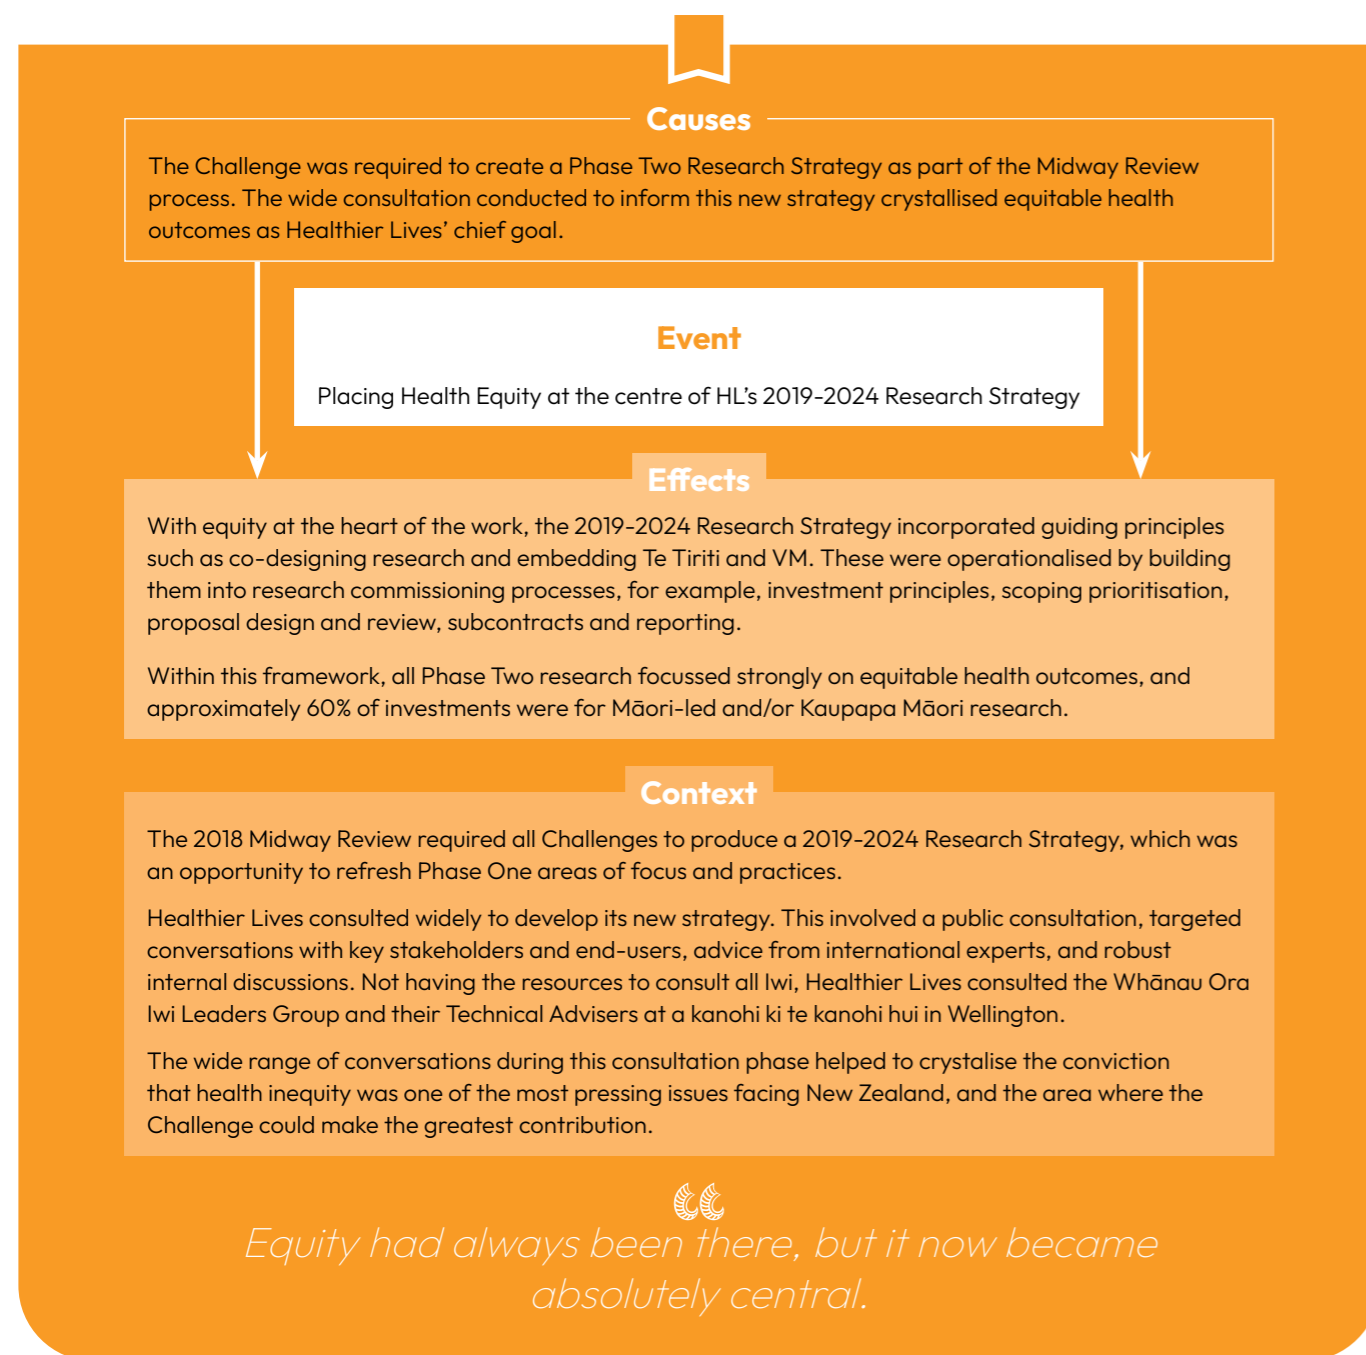 Causes
The Challenge was required to create a Phase Two Research Strategy as part of the Midway Review
process. The wide consultation conducted to inform this new strategy crystallised equitable health
outcomes as Healthier Lives’ chief goal.
Event
Placing Health Equity at the centre of HL’s 2019-2024 Research Strategy
Effects
With equity at the heart of the work, the 2019-2024 Research Strategy incorporated guiding principles
such as co-designing research and embedding Te Tiriti and VM. These were operationalised by building
them into research commissioning processes, for example, investment principles, scoping prioritisation,
proposal design and review, subcontracts and reporting.
Within this framework, all Phase Two research focussed strongly on equitable health outcomes, and
approximately 60% of investments were for Māori-led and/or Kaupapa Māori research.
Context
The 2018 Midway Review required all Challenges to produce a 2019-2024 Research Strategy, which was
an opportunity to refresh Phase One areas of focus and practices.
Healthier Lives consulted widely to develop its new strategy. This involved a public consultation, targeted
conversations with key stakeholders and end-users, advice from international experts, and robust
internal discussions. Not having the resources to consult all Iwi, Healthier Lives consulted the Whānau Ora
Iwi Leaders Group and their Technical Advisers at a kanohi ki te kanohi hui in Wellington.
The wide range of conversations during this consultation phase helped to crystalise the conviction
that health inequity was one of the most pressing issues facing New Zealand, and the area where the
Challenge could make the greatest contribution.
Equity had always been there, but it now became
absolutely central.